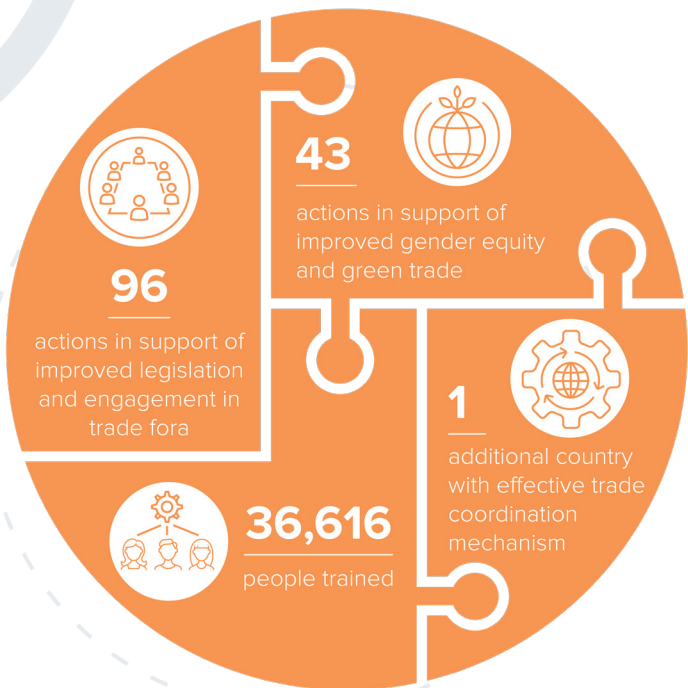 96
actions in support of
improved legislation
and engagement in
trade fora
43
actions in support of
improved gender equity
and green trade
1
additional country
with effective trade
coordination
mechanism
36,616
people trained